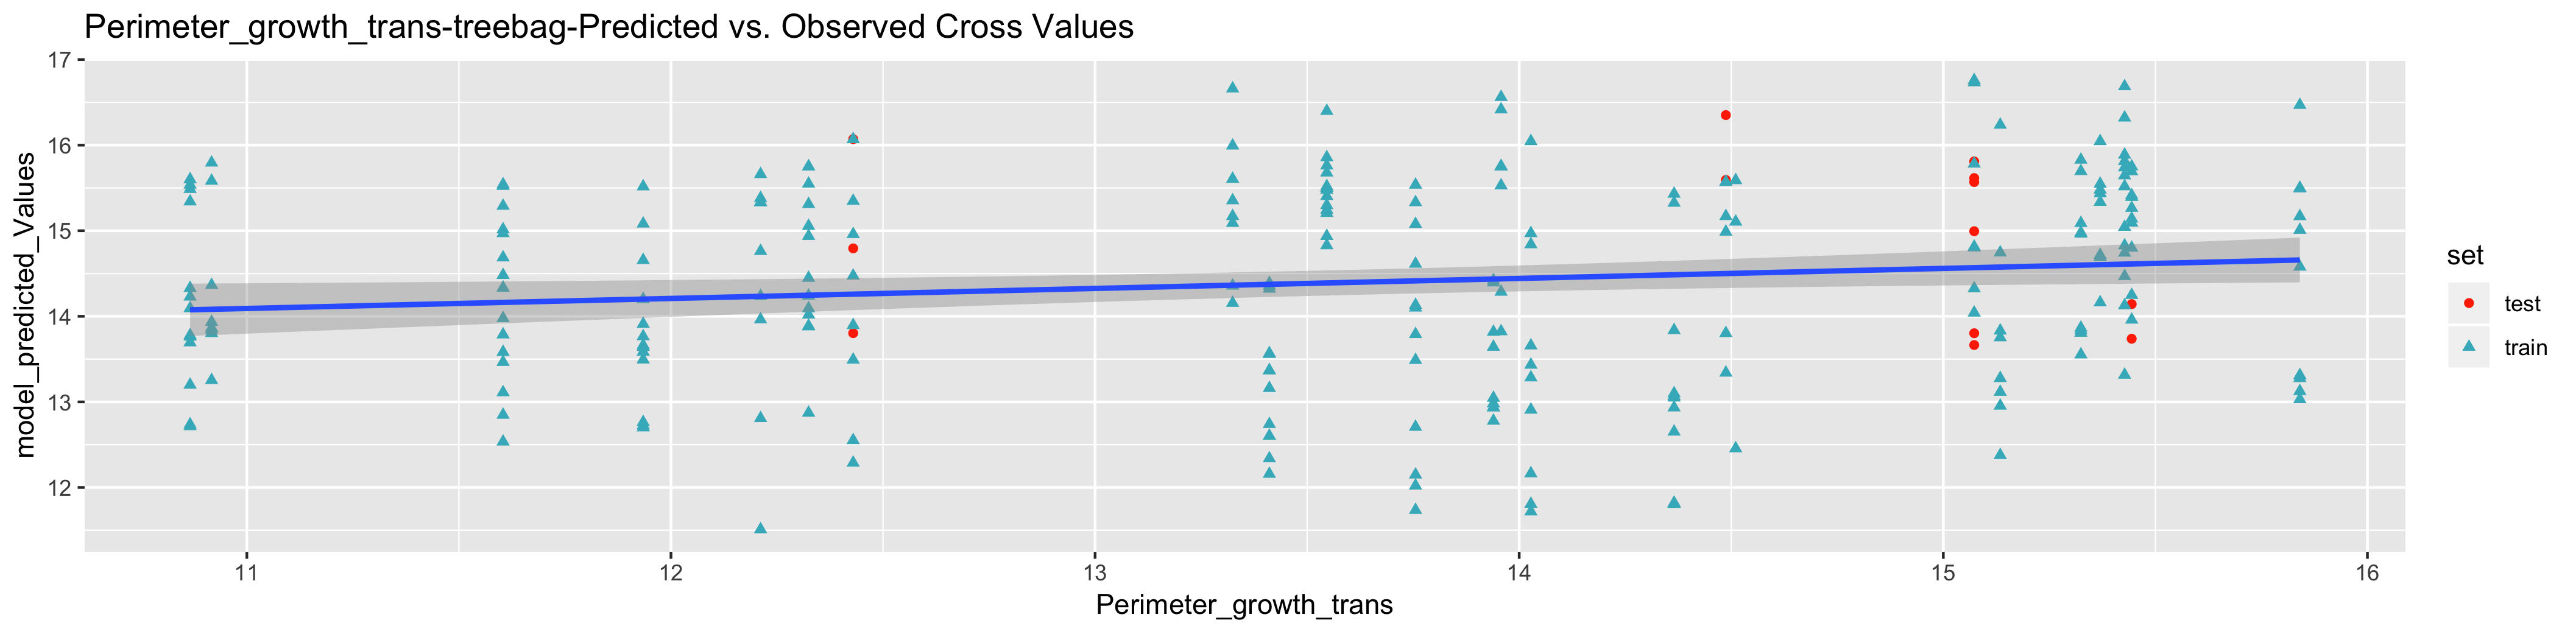 Perimeter_growth_trans-treebag-Predicted vs. Observed Cross Values
17
16
15
14
13
12
model_predicted_Values
11 12 13 14 15 16
Perimeter_growth_trans
set
test
train